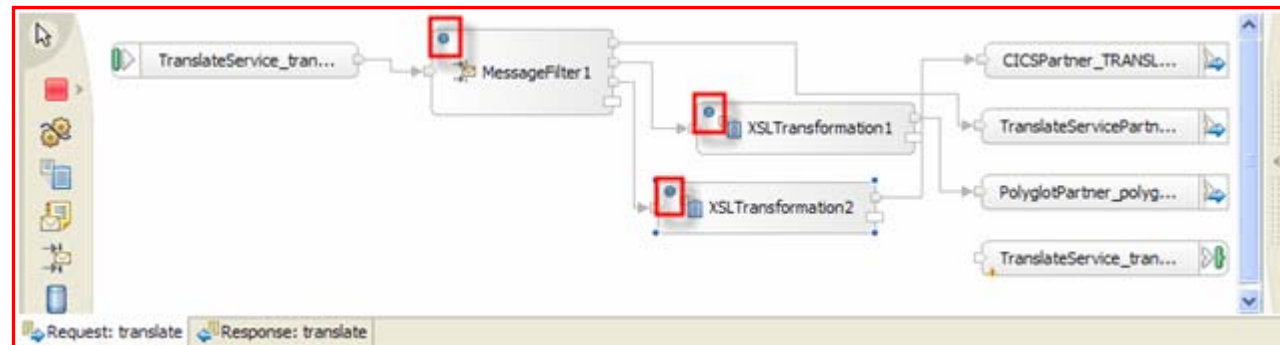 TranslateService_tran...
MessageFilter1
CICSPartner_TRANSL...
XSLTransformation1
TranslateServicePartn...
XSLTransformation2
PolyglotPartner_polyg...
TranslateService_tran...
Request: translate
Response: translate